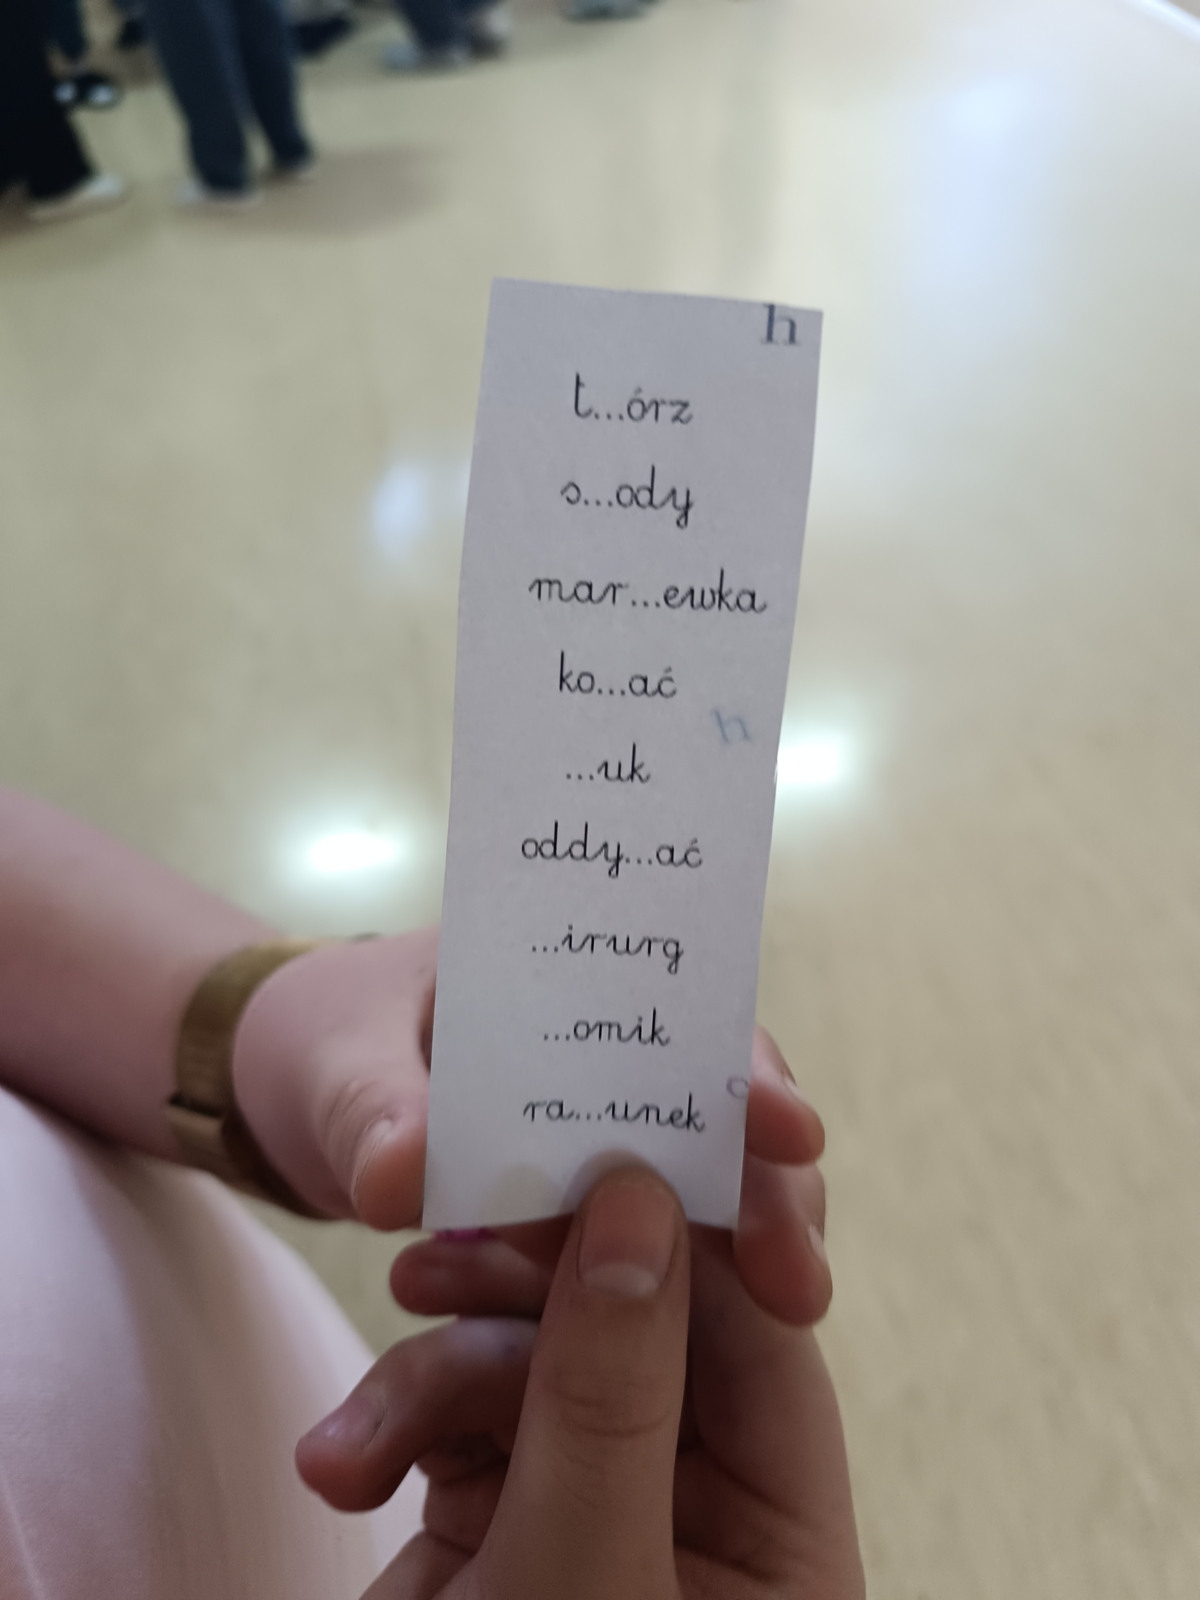 h
t...órz
s...ody
mar...ewka
ko...ać
h
...uk
oddy...ać
...irurg
...omik
c
ra...unek